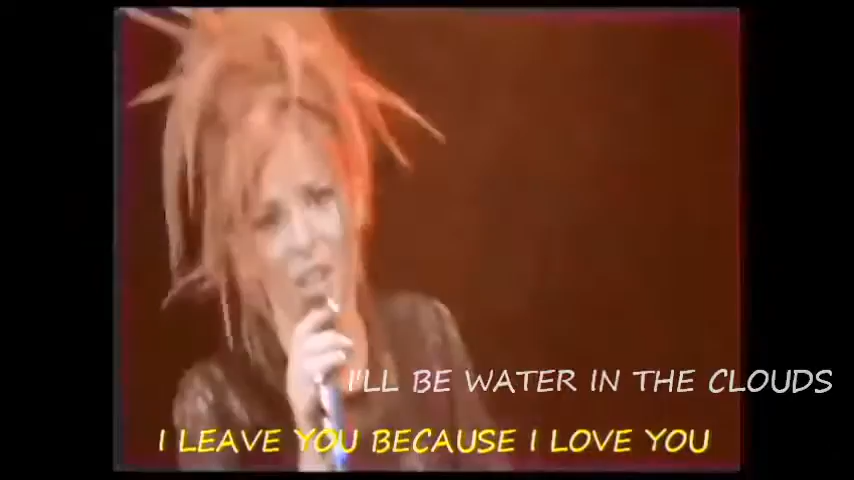 I'LL BE WATER IN THE CLOUDS
I LEAVE YOU BECAUSE I LOVE YOU